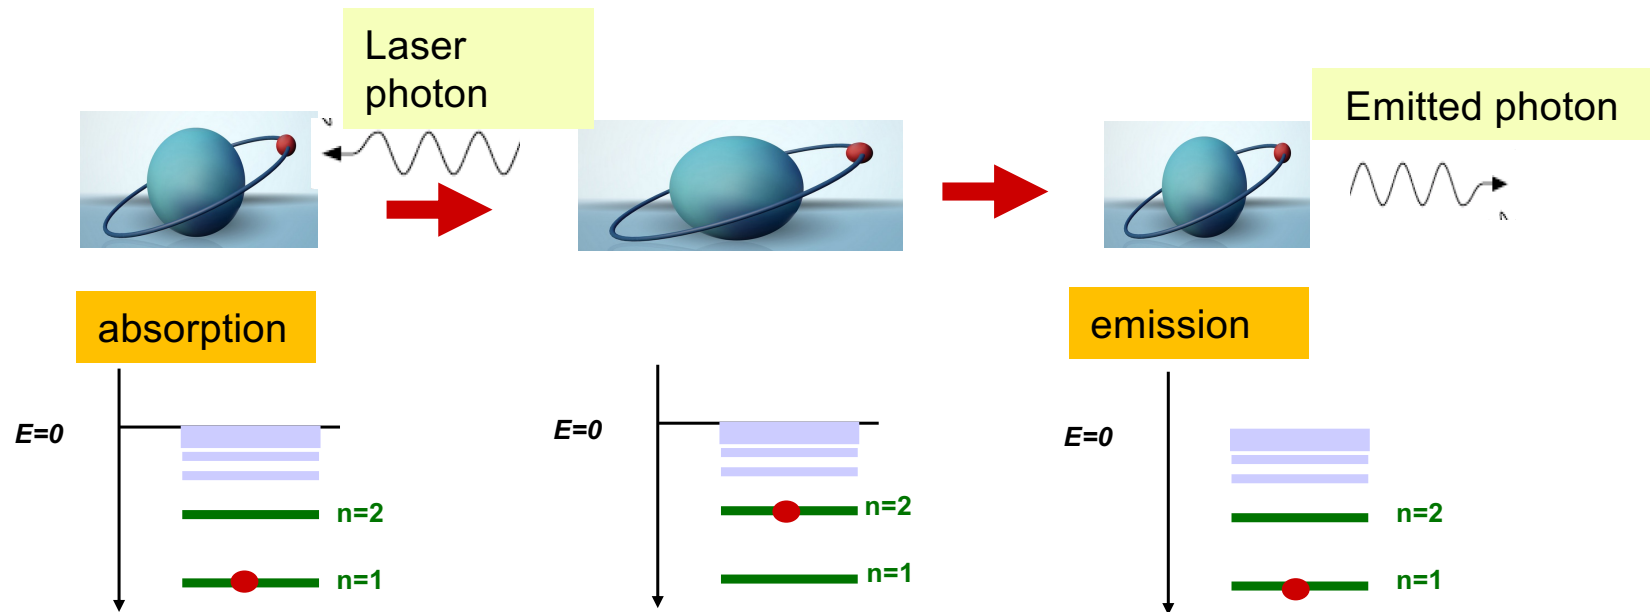 Laser
photon
Emitted photon
absorption
emission
E=0
n=2
n=1
E=0
n=2
n=1
E=0
n=2
n=1